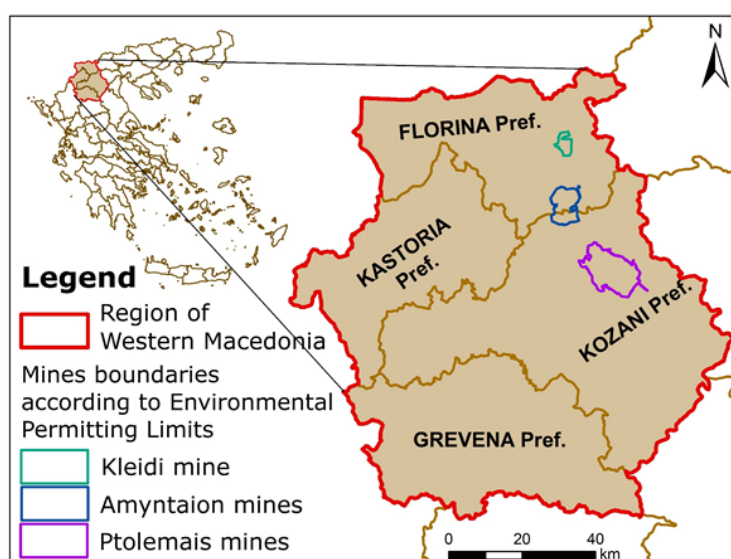 N
FLORINA Pref.
KASTORIA
Pref.
KOZANI Pref.
GREVENA Pref.
Legend
Region of
Western Macedonia
Mines boundaries
according to Environmental
Permitting Limits
Kleidi mine
Amyntaion mines
Ptolemais mines
0 20 40
km